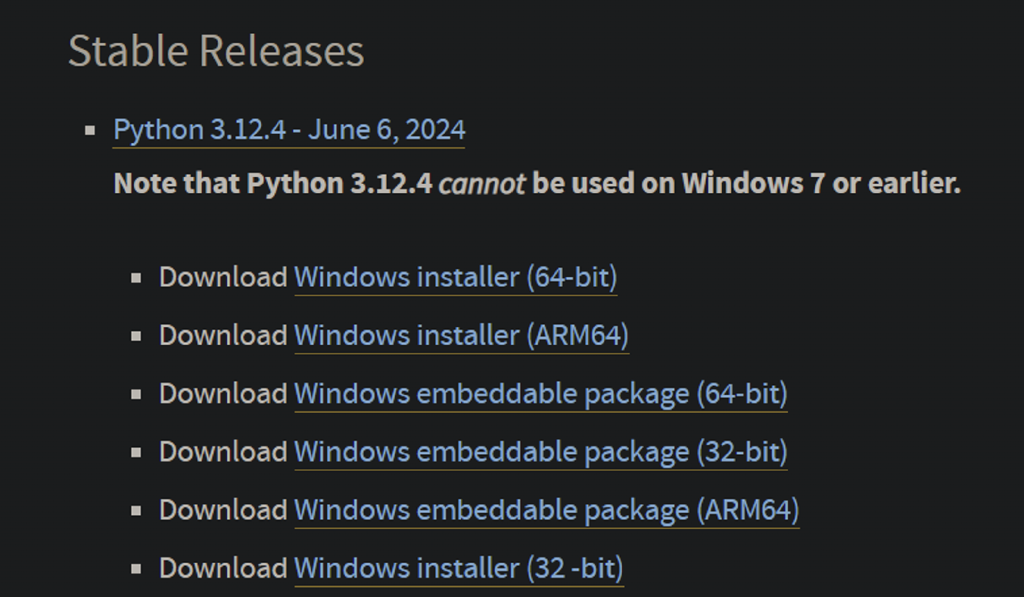 Stable Releases
Python 3.12.4 - June 6, 2024
Note that Python 3.12.4 cannot be used on Windows 7 or earlier.
Download Windows installer (64-bit)
Download Windows installer (ARM64)
Download Windows embeddable package (64-bit)
Download Windows embeddable package (32-bit)
Download Windows embeddable package (ARM64)
Download Windows installer (32 -bit)